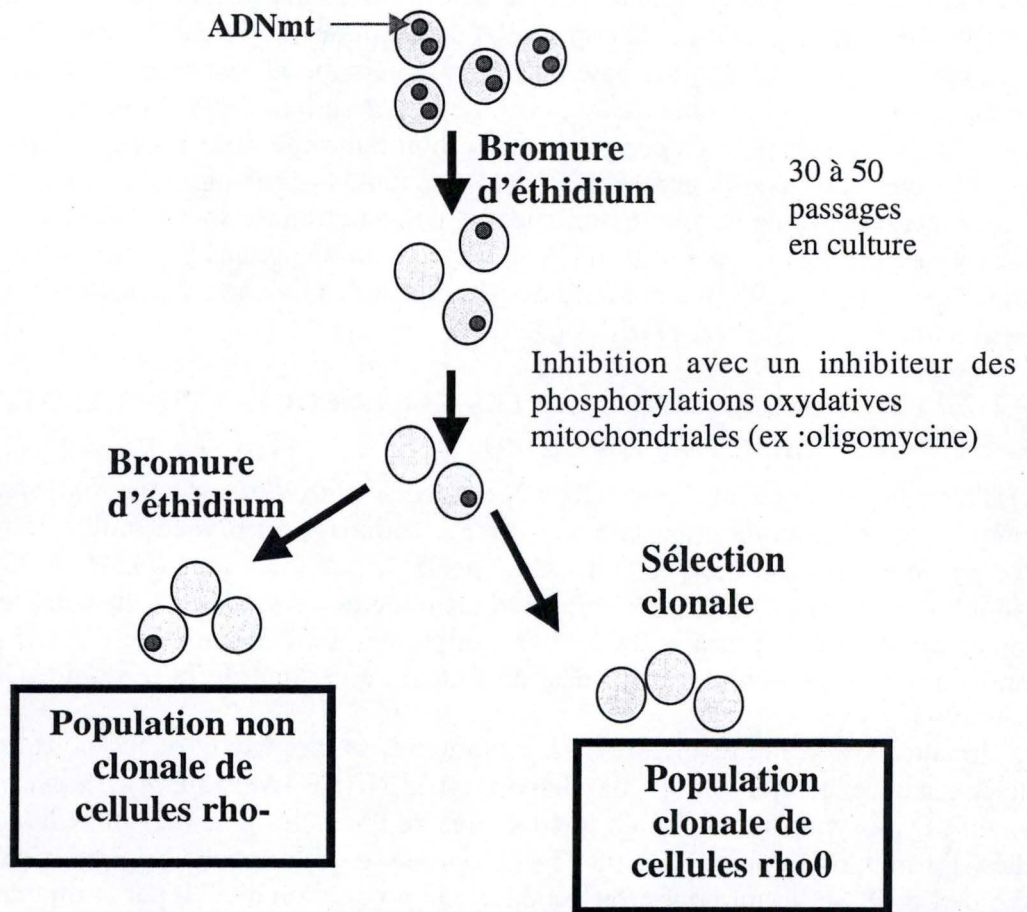 ADNmt
Bromure
d'éthidium
30 à 50
passages
en culture
Inhibition avec un inhibiteur des
phosphorylations oxydatives
mitochondriales (ex :oligomycine)
Bromure
d'éthidium
Sélection
clonale
Population non
clonale de
cellules rho-
Population
clonale de
cellules rho0